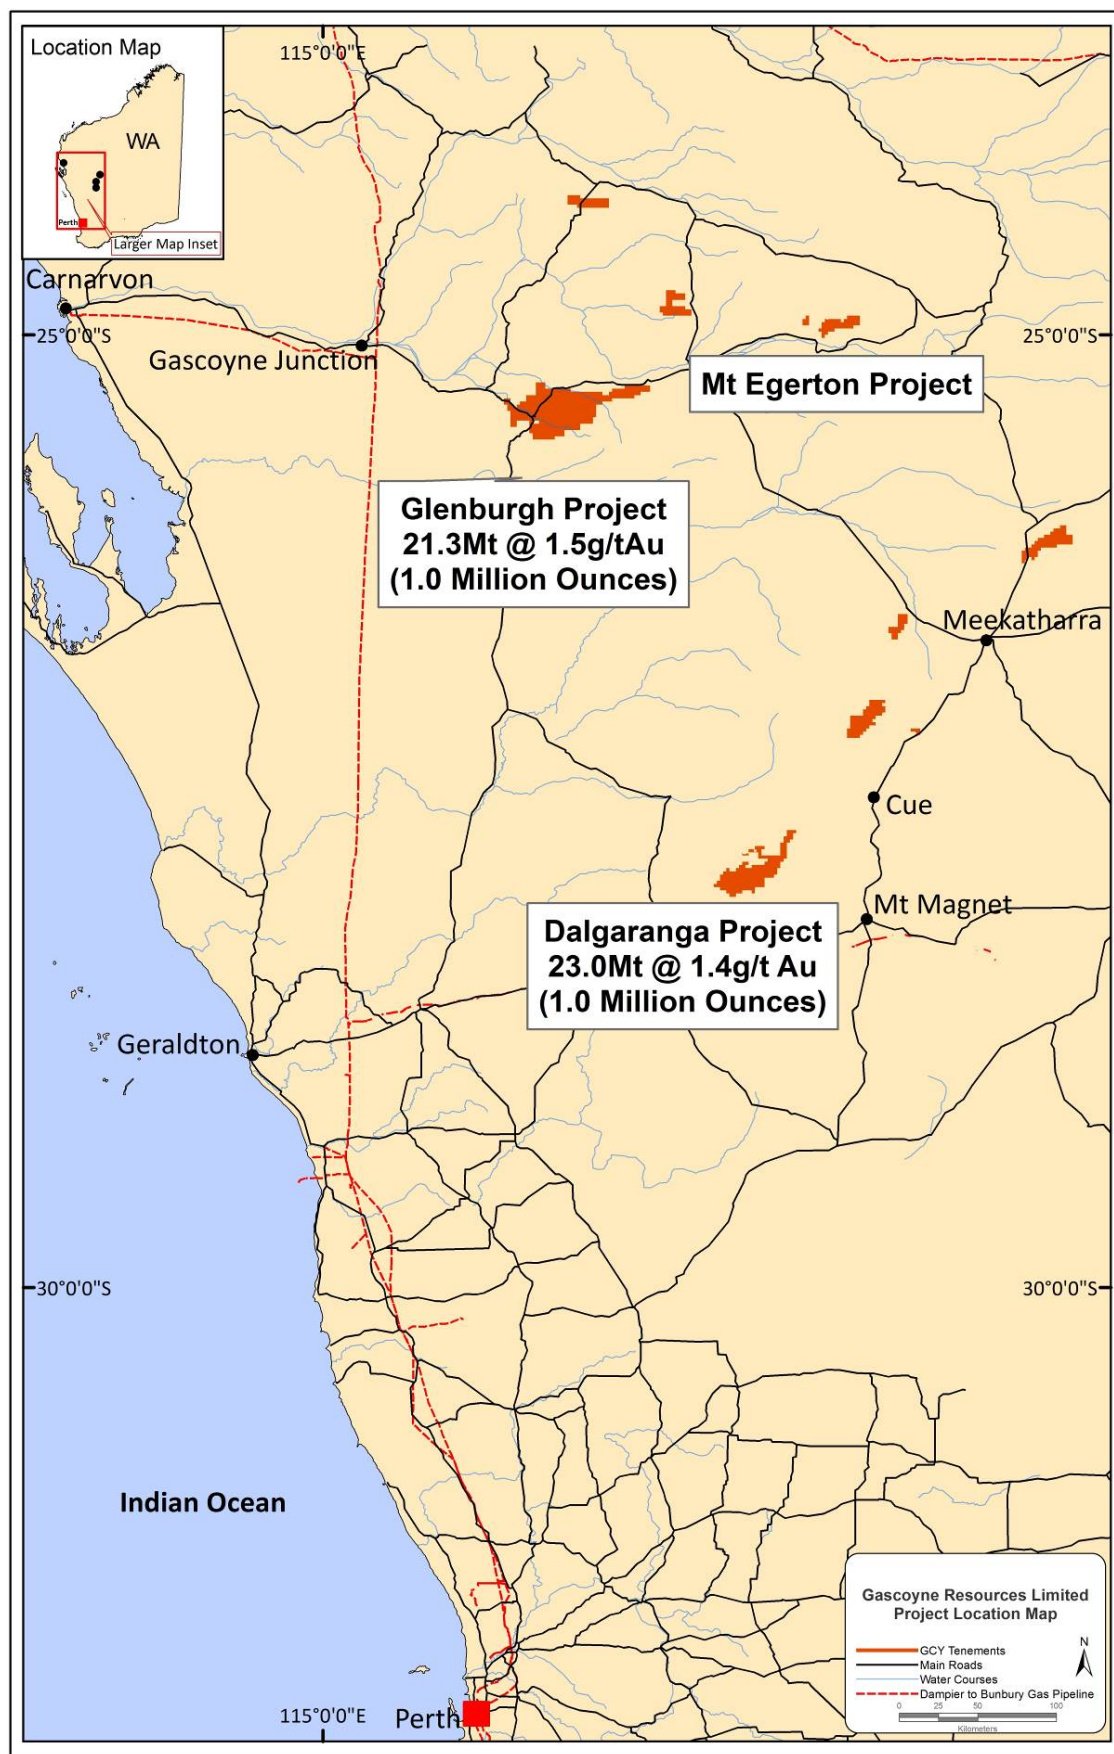 Location Map
WA
Perth
Larger Map Inset
115°0'0"E
Carnarvon
25°0'0"S
25°0'0"S
Gascoyne Junction
Mt Egerton Project
Glenburgh Project
21.3Mt @ 1.5g/tAu
(1.0 Million Ounces)
Meekatharra
Cue
Mt Magnet
Dalgaranga Project
23.0Mt @ 1.4g/t Au
(1.0 Million Ounces)
Geraldton
30°0'0"S
30°0'0"S
Indian Ocean
Gascoyne Resources Limited
Project Location Map
N
GCY Tenements
Main Roads
Water Courses
Dampier to Bunbury Gas Pipeline
0 25 50 100
Kilometers
115°0'0"E
Perth